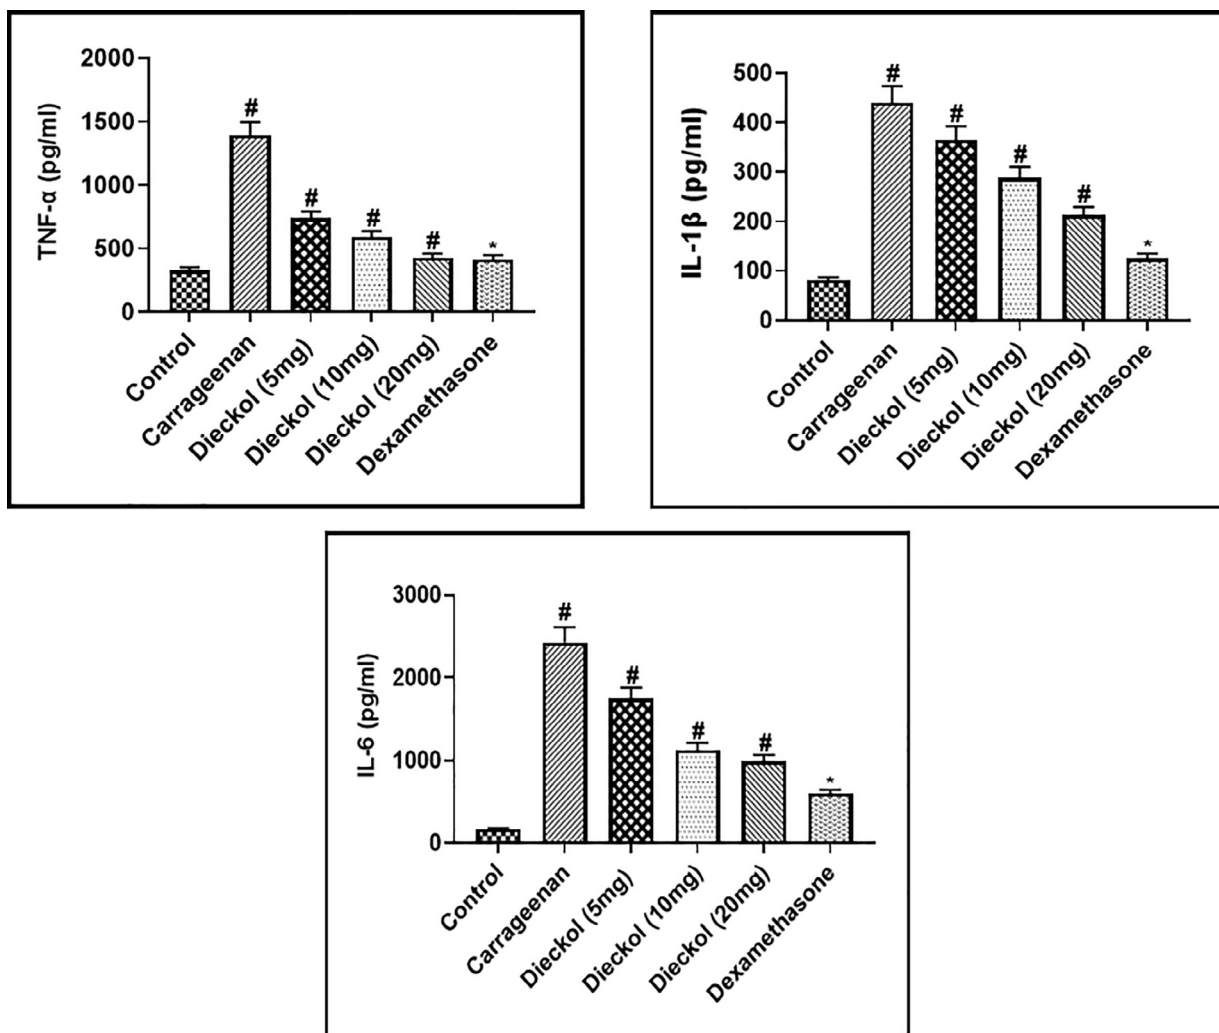 TNF-α (pg/ml)
2000
1500
1000
500
0
#
#
#
#
*
Control
Carrageenan
Dieckol (5mg)
Dieckol (10mg)
Dieckol (20mg)
Dexamethasone
IL-1β (pg/ml)
500
400
300
200
100
0
#
#
#
#
*
Control
Carrageenan
Dieckol (5mg)
Dieckol (10mg)
Dieckol (20mg)
Dexamethasone
IL-6 (pg/ml)
3000
2000
1000
0
#
#
#
#
*
Control
Carrageenan
Dieckol (5mg)
Dieckol (10mg)
Dieckol (20mg)
Dexamethasone